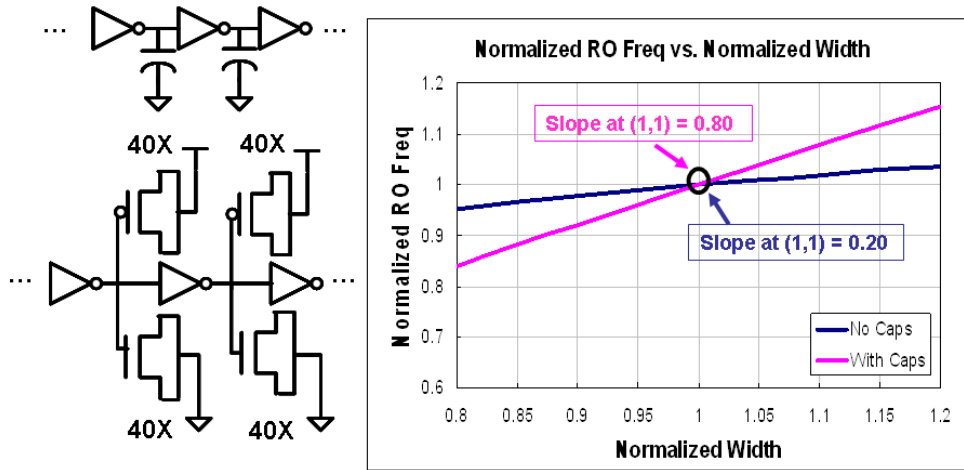 ... ...
40X 40X
... ...
40X 40X
Normalized RO Freq vs. Normalized Width
Normalized RO Freq
1.2
1.1
1
0.9
0.8
0.7
0.6
Slope at (1,1) = 0.80
Slope at (1,1) = 0.20
No Caps
With Caps
0.8 0.85 0.9 0.95 1 1.05 1.1 1.15 1.2
Normalized Width